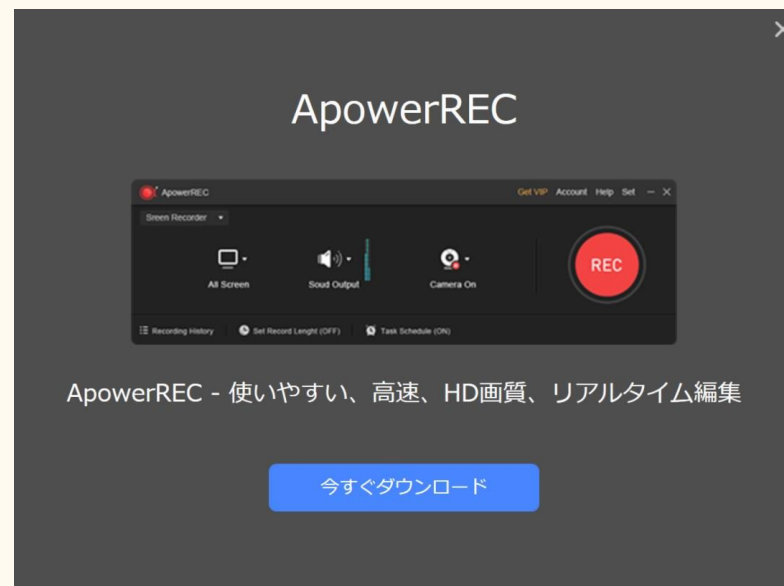 ApowerREC
ApowerREC
Get VIP Account Help Set
Sreen Recorder
All Screen
Soud Output
Camera On
REC
Recording History
Set Record Lenght (OFF)
Task Schedule (ON)
ApowerREC - 使いやすい、高速、HD画質、リアルタイム編集
今すぐダウンロード